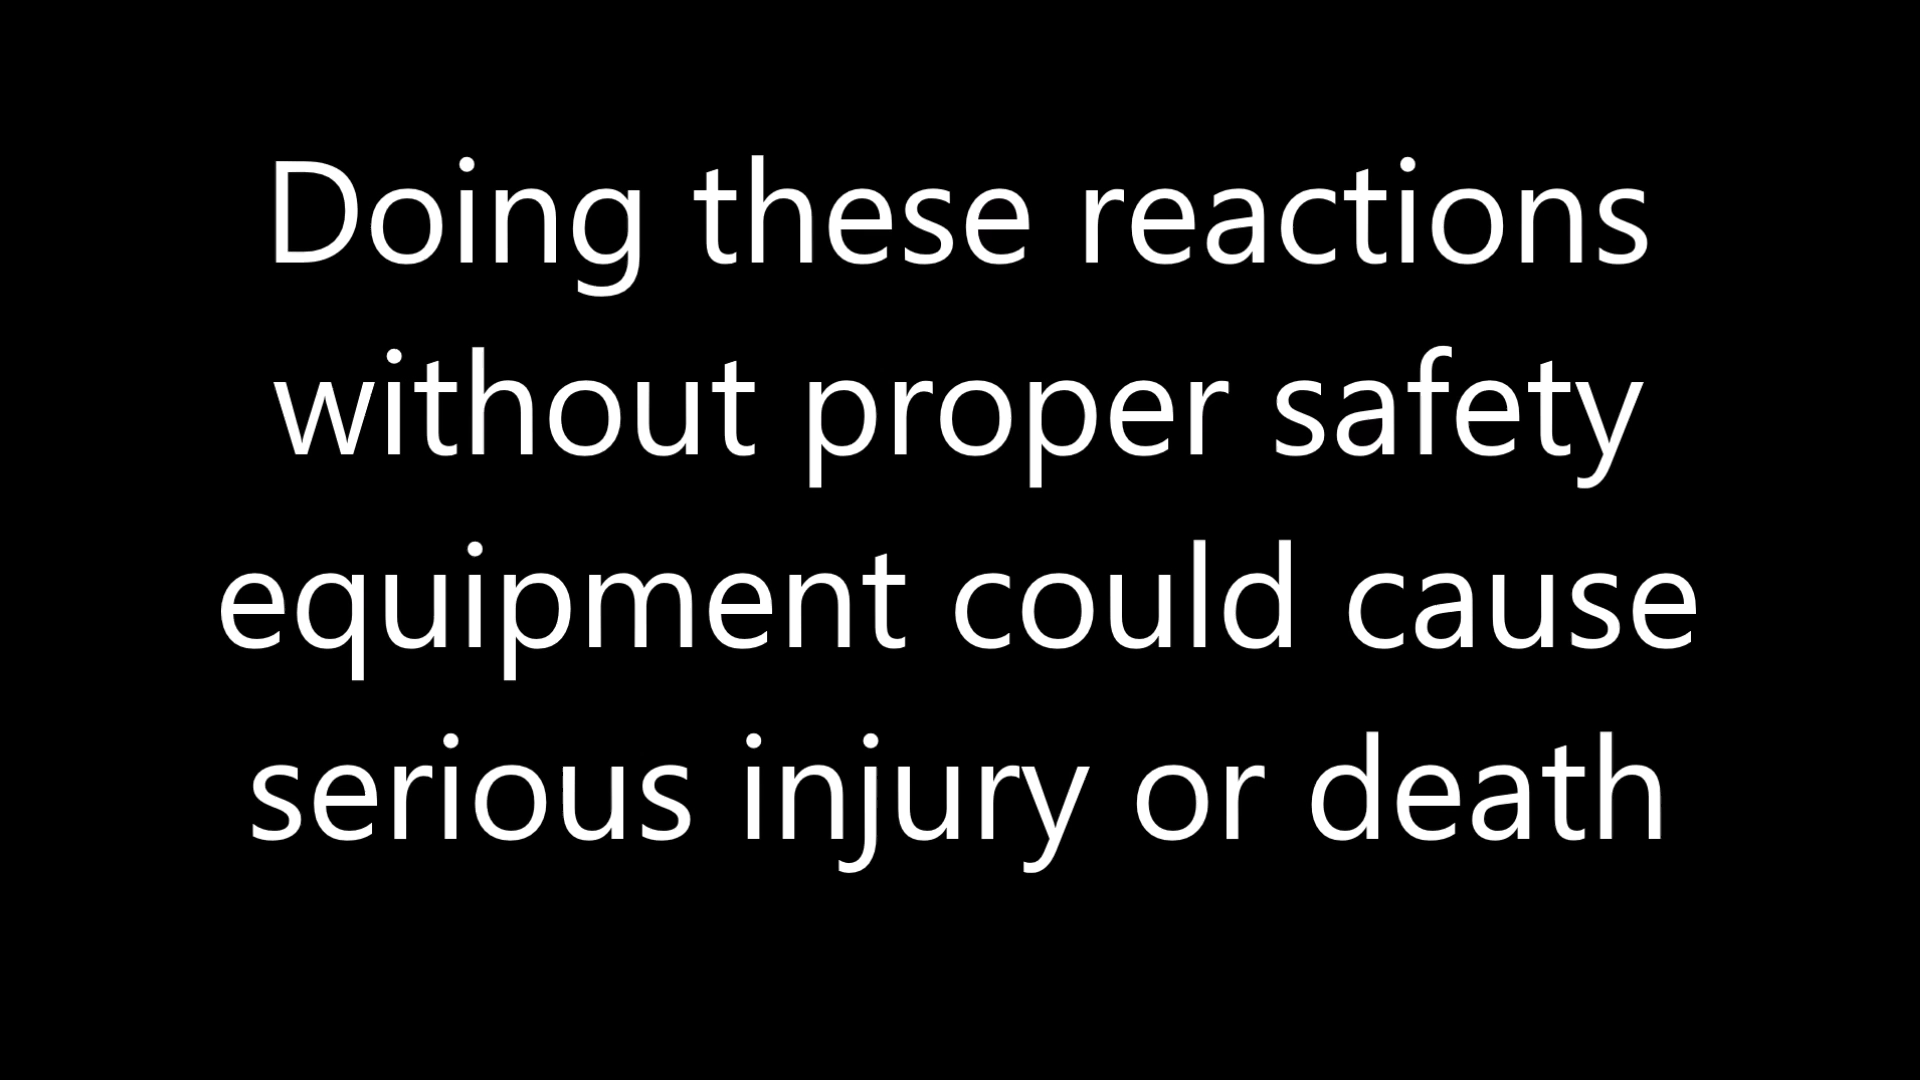 Doing these reactions
without proper safety
equipment could cause
serious injury or death